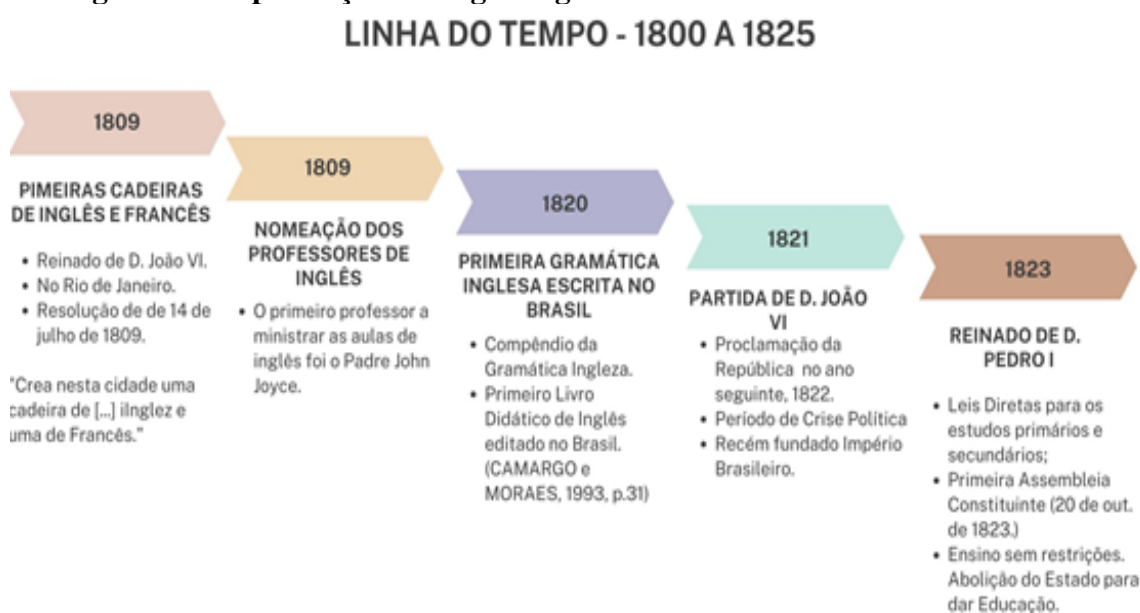 LINHA DO TEMPO - 1800 A 1825
1809
PIMEIRAS CADEIRAS
DE INGLÊS E FRANCÊS
• Reinado de D. João VI.
• No Rio de Janeiro.
• Resolução de de 14 de
julho de 1809.
"Crea nesta cidade uma
cadeira de [...] iInglez e
uma de Francês."
1809
NOMEAÇÃO DOS
PROFESSORES DE
INGLÊS
• O primeiro professor a
ministrar as aulas de
inglês foi o Padre John
Joyce.
1820
PRIMEIRA GRAMÁTICA
INGLESA ESCRITA NO
BRASIL
• Compêndio da
Gramática Ingleza.
• Primeiro Livro
Didático de Inglês
editado no Brasil.
(CAMARGO e
MORAES, 1993, p.31)
1821
PARTIDA DE D. JOÃO
VI
• Proclamação da
República no ano
seguinte, 1822.
• Período de Crise Política
• Recém fundado Império
Brasileiro.
1823
REINADO DE D.
PEDRO I
• Leis Diretas para os
estudos primários e
secundários;
• Primeira Assembleia
Constituinte (20 de out.
de 1823.)
• Ensino sem restrições.
Abolição do Estado para
dar Educação.